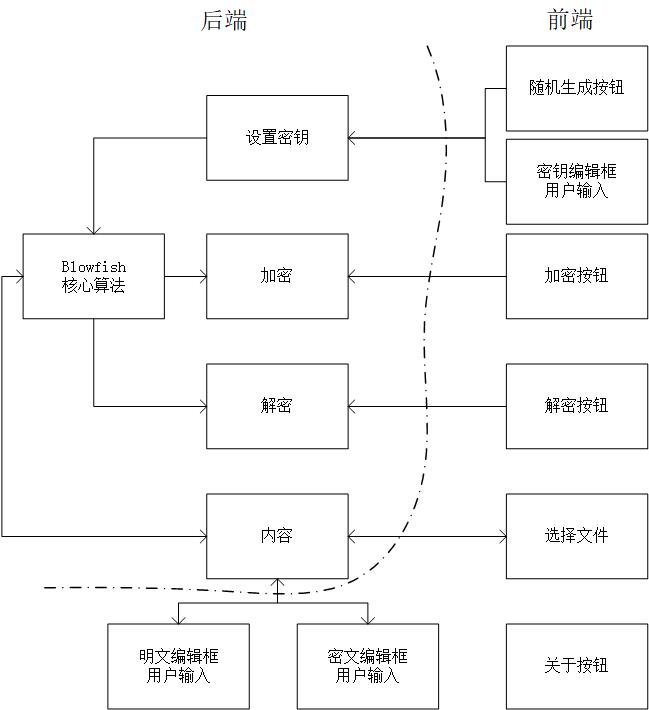 后端
前端
随机生成按钮
设置密钥
密钥编辑框
用户输入
Blowfish
核心算法
加密
加密按钮
解密
解密按钮
内容
选择文件
明文编辑框
用户输入
密文编辑框
用户输入
关于按钮